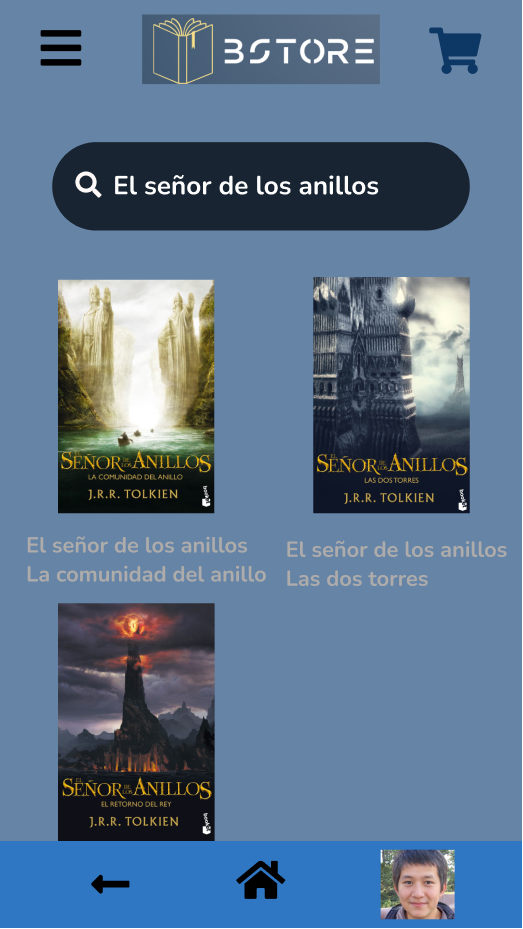 BSTORE
El señor de los anillos
EL
SEÑOR DE LOS ANILLOS
LA COMUNIDAD DEL ANILLO
J.R.R. TOLKIEN
Booket
EL
SEÑOR DE LOS ANILLOS
LAS DOS TORRES
J.R.R. TOLKIEN
Booket
El señor de los anillos
La comunidad del anillo
El señor de los anillos
Las dos torres
EL
SEÑOR DE LOS ANILLOS
EL RETORNO DEL REY
J.R.R. TOLKIEN
Booket